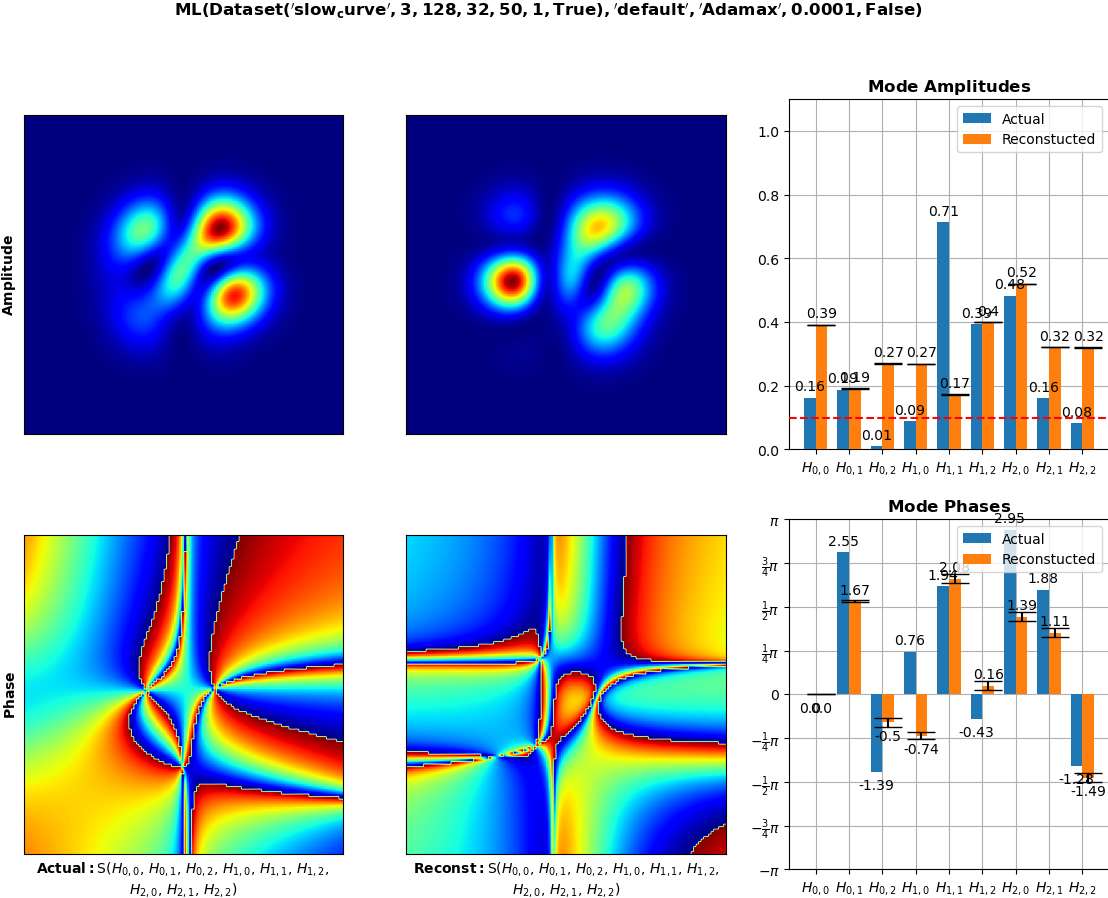 ML(Dataset('slow_curve', 3, 128, 32, 50, 1, True), 'default', 'Adamax', 0.0001, False)
Amplitude
Mode Amplitudes
Actual
Reconstucted
1.0
0.8
0.6
0.4
0.2
0.0
0.16
0.39
0.19
0.19
0.01
0.27
0.09
0.27
0.71
0.17
0.39
0.4
0.48
0.52
0.16
0.32
0.08
0.32
H0,0 H0,1 H0,2 H1,0 H1,1 H1,2 H2,0 H2,1 H2,2
Phase
Actual: S(H0,0, H0,1, H0,2, H1,0, H1,1, H1,2,
H2,0, H2,1, H2,2)
Reconst: S(H0,0, H0,1, H0,2, H1,0, H1,1, H1,2,
H2,0, H2,1, H2,2)
Mode Phases
Actual
Reconstucted
π
3/4π
1/2π
1/4π
0
−1/4π
−1/2π
−3/4π
−π
0.0
2.55
1.67
-1.39
-0.5
0.76
-0.74
-0.43
0.16
2.95
1.39
1.88
1.11
-1.28
-1.49
H0,0 H0,1 H0,2 H1,0 H1,1 H1,2 H2,0 H2,1 H2,2